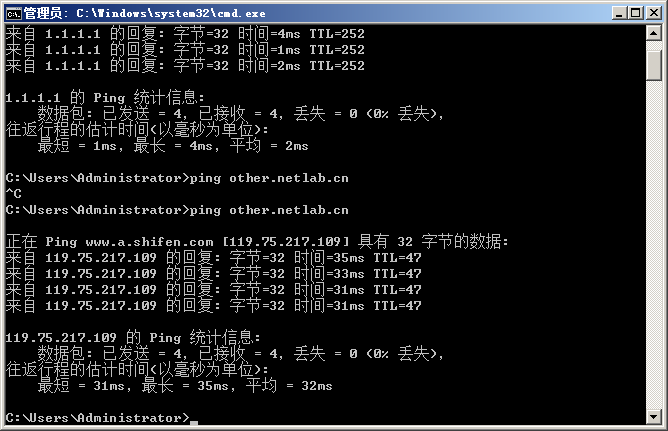 管理员: C:\Windows\system32\cmd.exe
来自 1.1.1.1 的回复: 字节=32 时间=4ms TTL=252
来自 1.1.1.1 的回复: 字节=32 时间=1ms TTL=252
来自 1.1.1.1 的回复: 字节=32 时间=2ms TTL=252
1.1.1.1 的 Ping 统计信息:
数据包: 已发送 = 4, 已接收 = 4, 丢失 = 0 (0% 丢失),
往返行程的估计时间(以毫秒为单位):
最短 = 1ms, 最长 = 4ms, 平均 = 2ms
C:\Users\Administrator>ping other.netlab.cn
^C
C:\Users\Administrator>ping other.netlab.cn
正在 Ping www.a.shifen.com [119.75.217.109] 具有 32 字节的数据:
来自 119.75.217.109 的回复: 字节=32 时间=35ms TTL=47
来自 119.75.217.109 的回复: 字节=32 时间=33ms TTL=47
来自 119.75.217.109 的回复: 字节=32 时间=31ms TTL=47
来自 119.75.217.109 的回复: 字节=32 时间=31ms TTL=47
119.75.217.109 的 Ping 统计信息:
数据包: 已发送 = 4, 已接收 = 4, 丢失 = 0 (0% 丢失),
往返行程的估计时间(以毫秒为单位):
最短 = 31ms, 最长 = 35ms, 平均 = 32ms
C:\Users\Administrator>